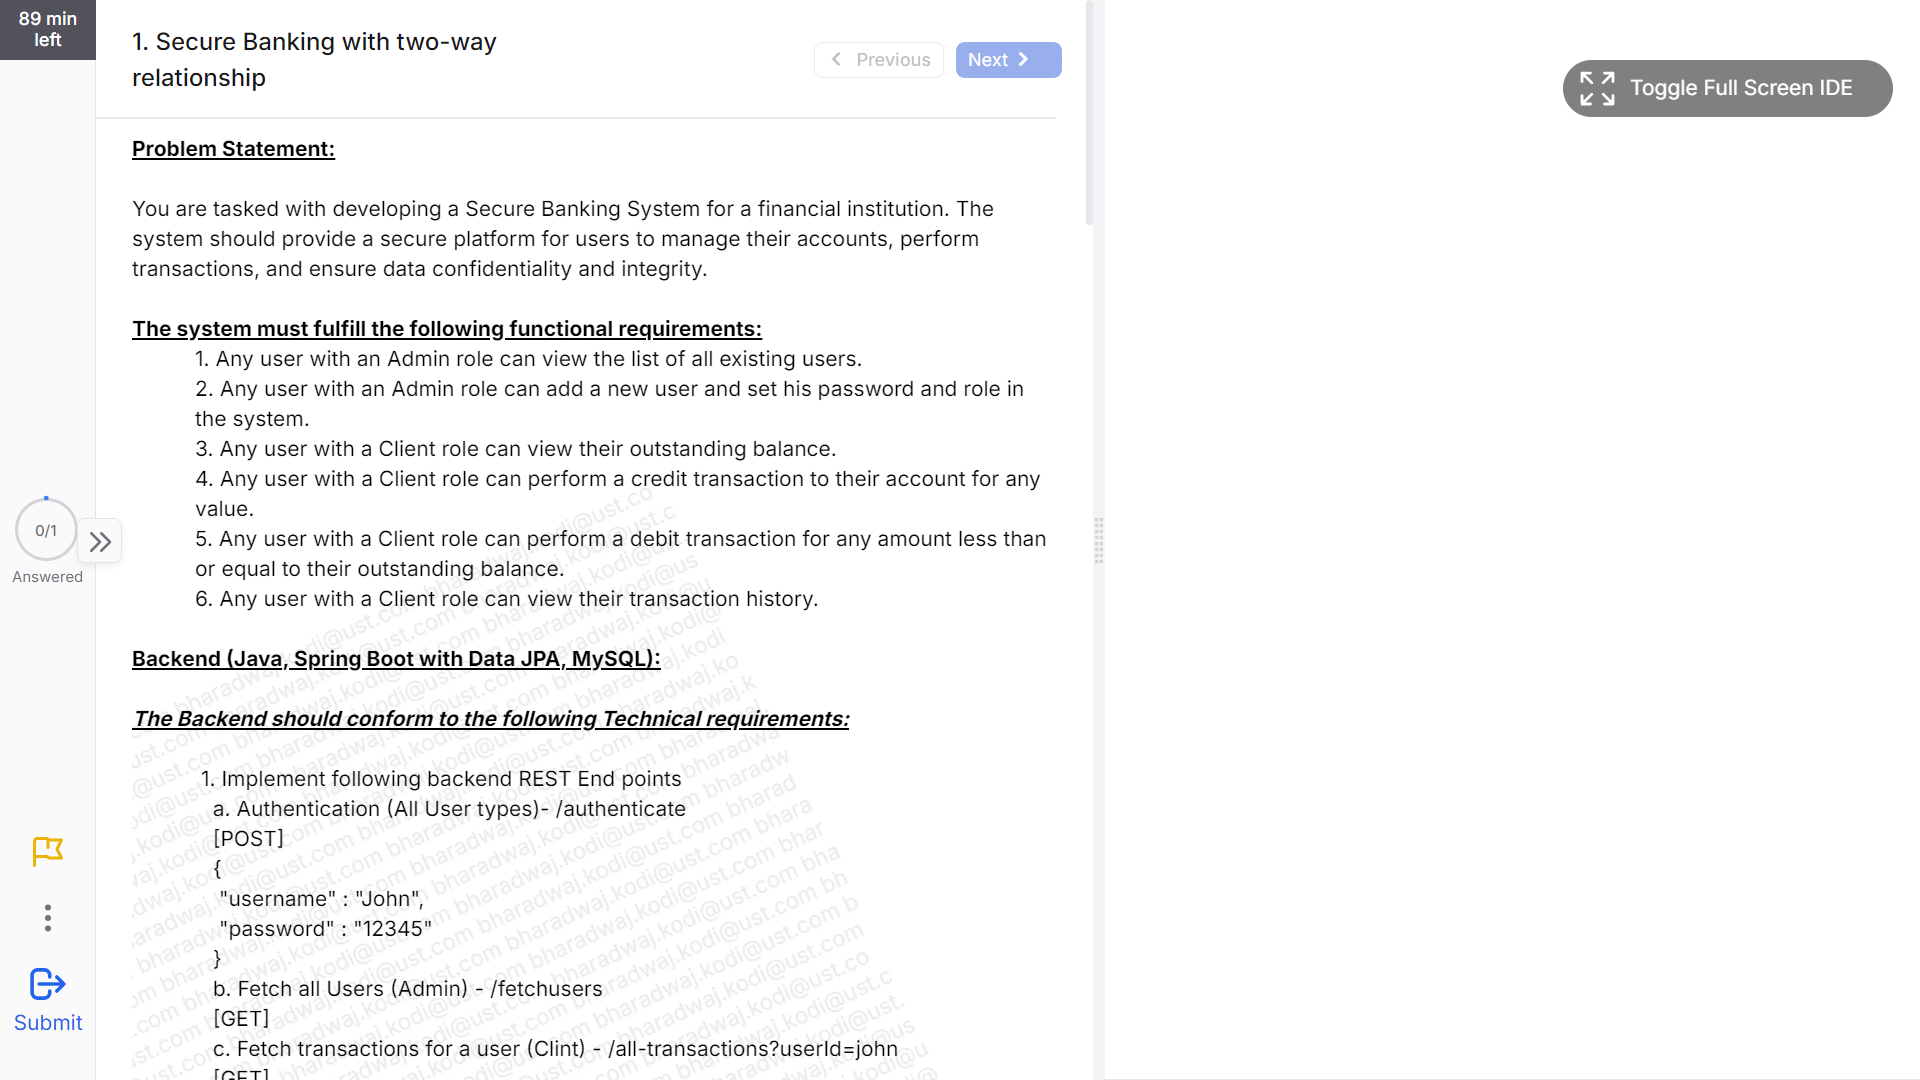 89 min
left
1. Secure Banking with two-way
relationship
Previous
Next
Toggle Full Screen IDE
Problem Statement:
You are tasked with developing a Secure Banking System for a financial institution. The
system should provide a secure platform for users to manage their accounts, perform
transactions, and ensure data confidentiality and integrity.
The system must fulfill the following functional requirements:
1. Any user with an Admin role can view the list of all existing users.
2. Any user with an Admin role can add a new user and set his password and role in
the system.
3. Any user with a Client role can view their outstanding balance.
4. Any user with a Client role can perform a credit transaction to their account for any
value.
5. Any user with a Client role can perform a debit transaction for any amount less than
or equal to their outstanding balance.
6. Any user with a Client role can view their transaction history.
0/1
Answered
Backend (Java, Spring Boot with Data JPA, MySQL):
The Backend should conform to the following Technical requirements:
1. Implement following backend REST End points
a. Authentication (All User types)- /authenticate
[POST]
{
"username" : "John",
"password" : "12345"
}
b. Fetch all Users (Admin) - /fetchusers
[GET]
c. Fetch transactions for a user (Clint) - /all-transactions?userId=john
[GET]
Submit